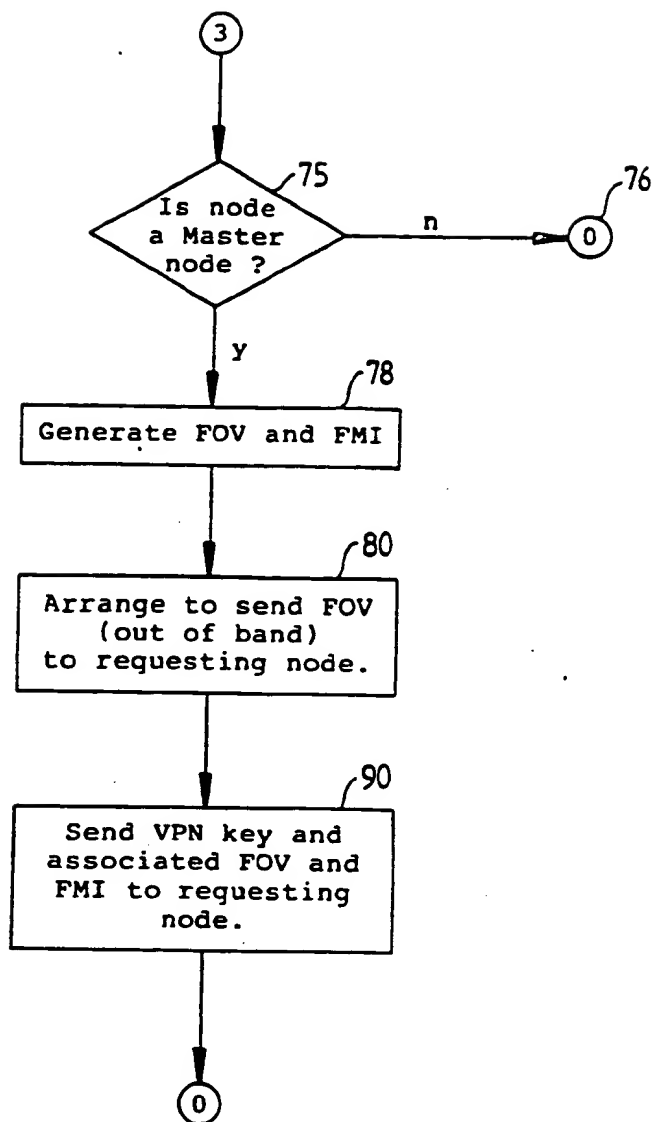 3
75
76
Is node
a Master
node ?
n
0
y
78
Generate FOV and FMI
80
Arrange to send FOV
(out of band)
to requesting node.
90
Send VPN key and
associated FOV and
FMI to requesting
node.
0